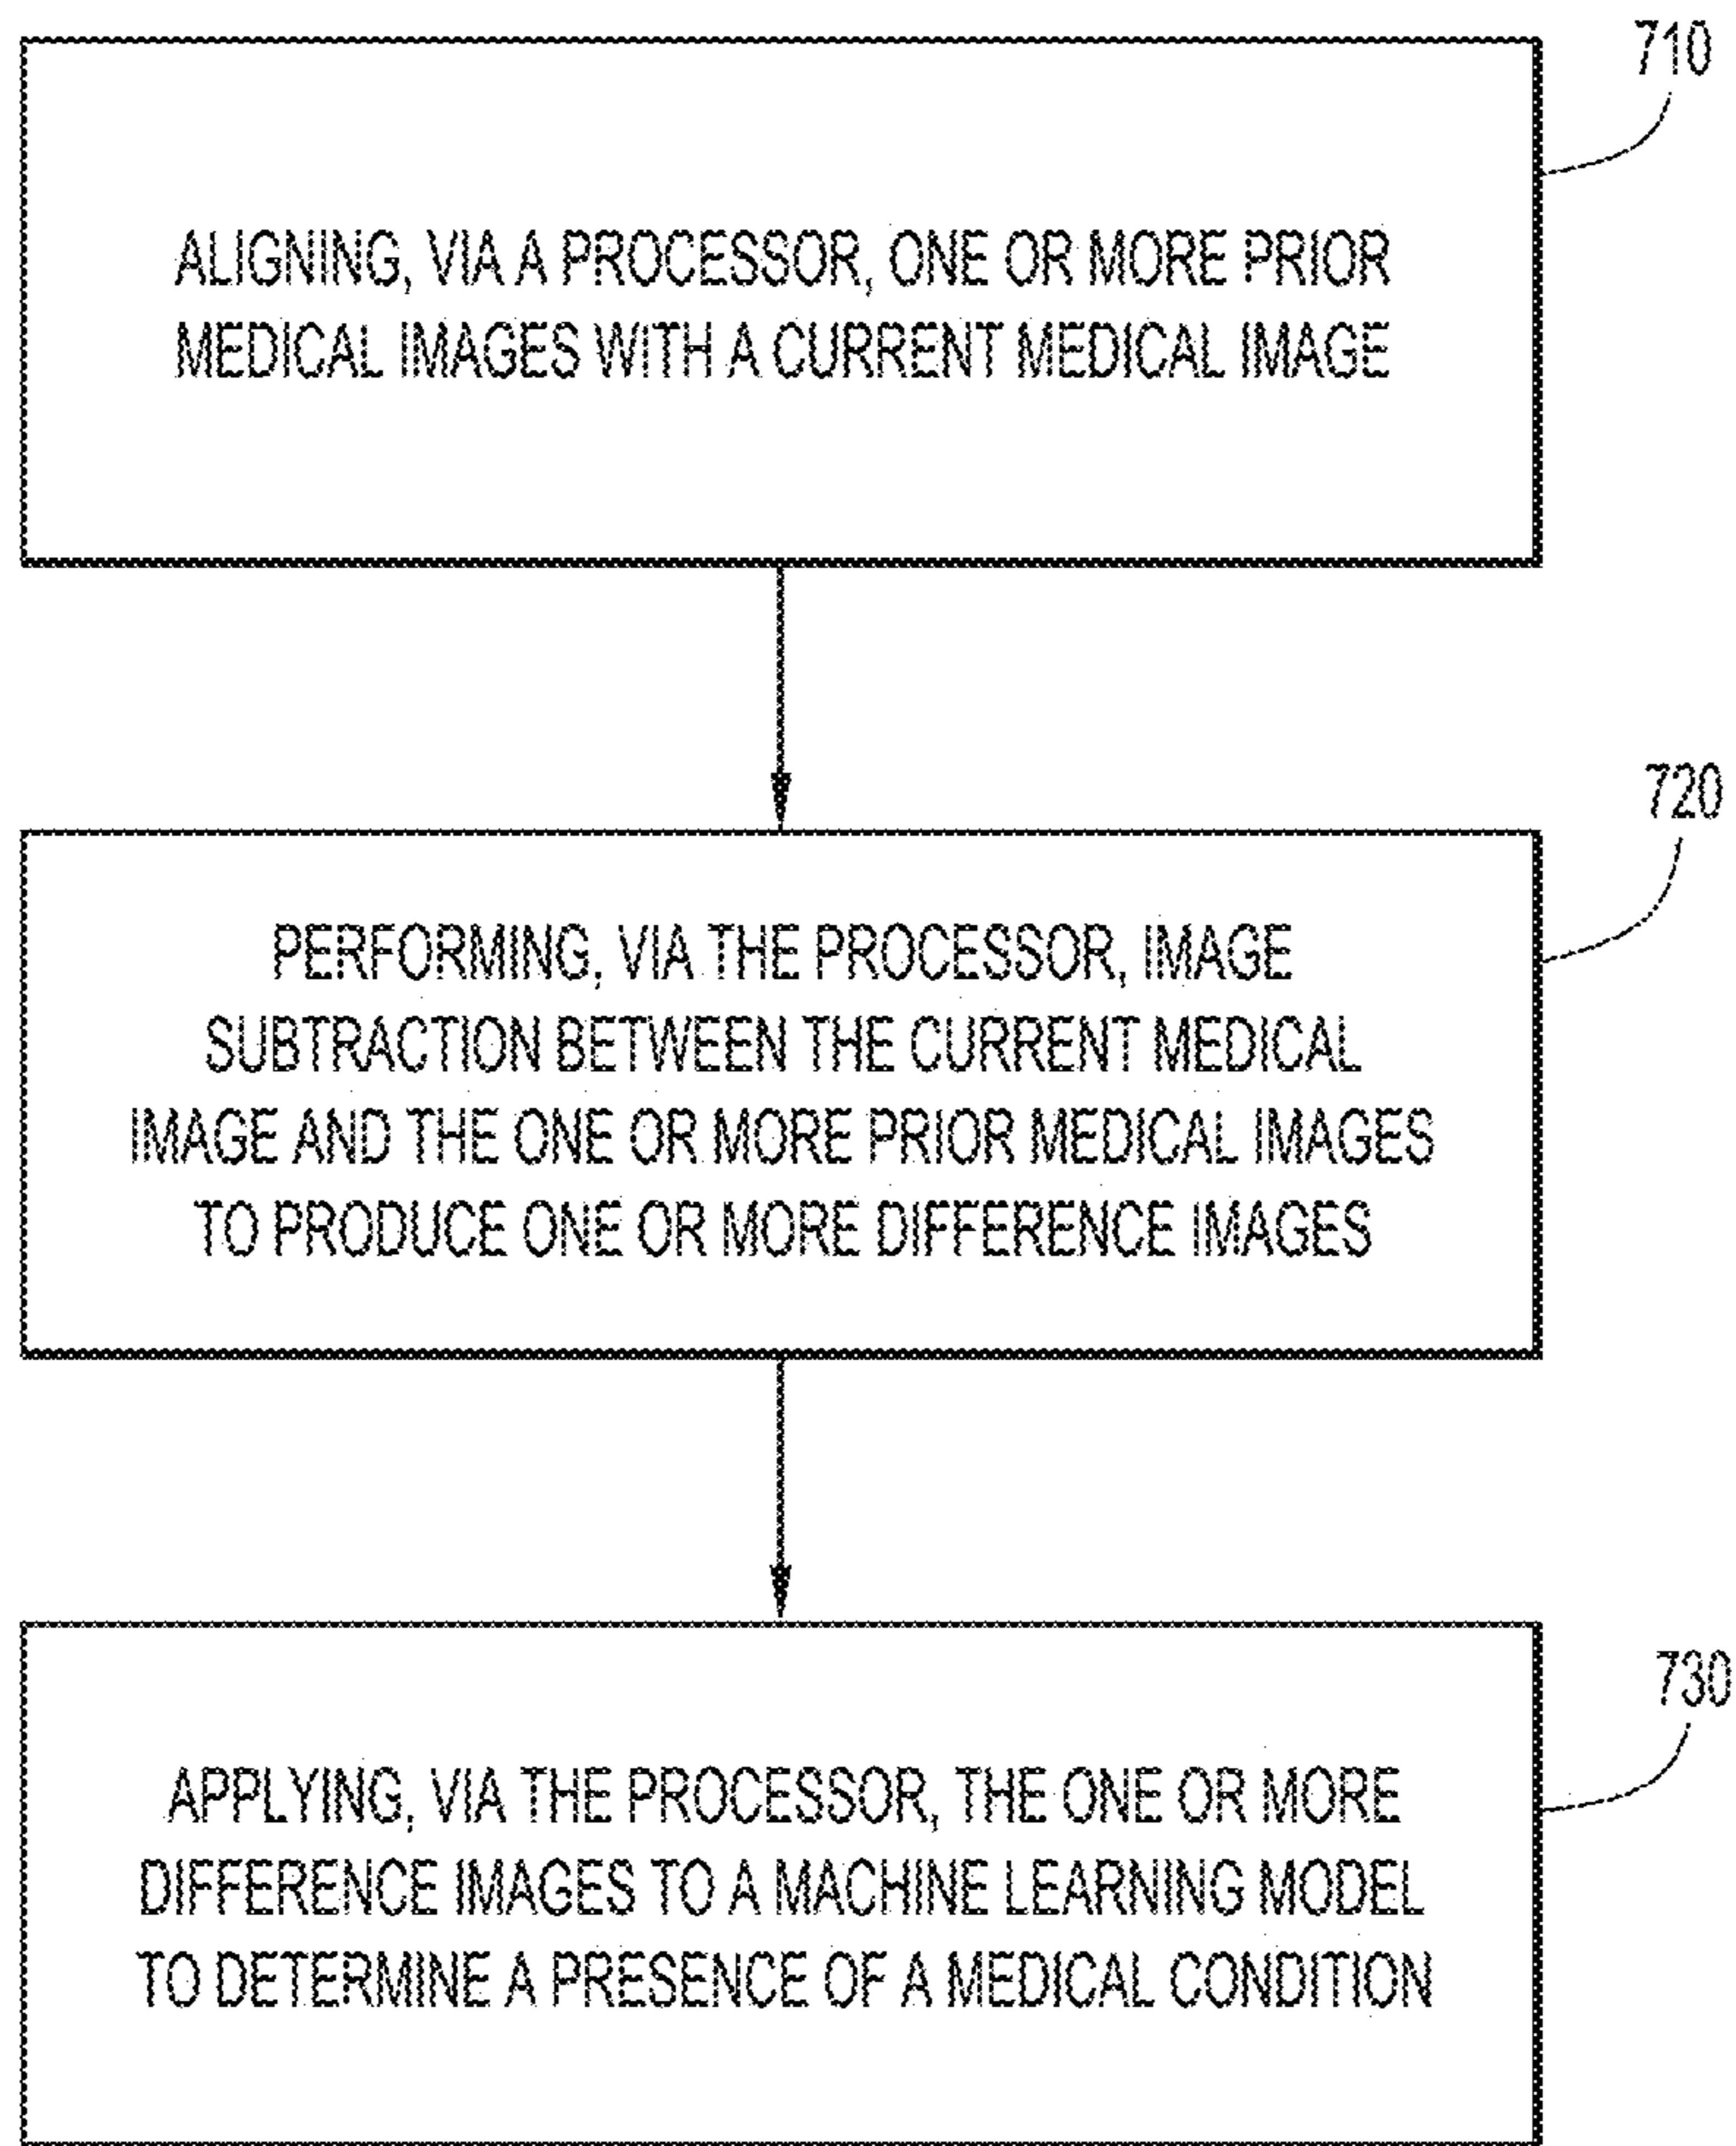 710
ALIGNING, VIA A PROCESSOR, ONE OR MORE PRIOR
MEDICAL IMAGES WITH A CURRENT MEDICAL IMAGE
720
PERFORMING, VIA THE PROCESSOR, IMAGE
SUBTRACTION BETWEEN THE CURRENT MEDICAL
IMAGE AND THE ONE OR MORE PRIOR MEDICAL IMAGES
TO PRODUCE ONE OR MORE DIFFERENCE IMAGES
730
APPLYING, VIA THE PROCESSOR, THE ONE OR MORE
DIFFERENCE IMAGES TO A MACHINE LEARNING MODEL
TO DETERMINE A PRESENCE OF A MEDICAL CONDITION